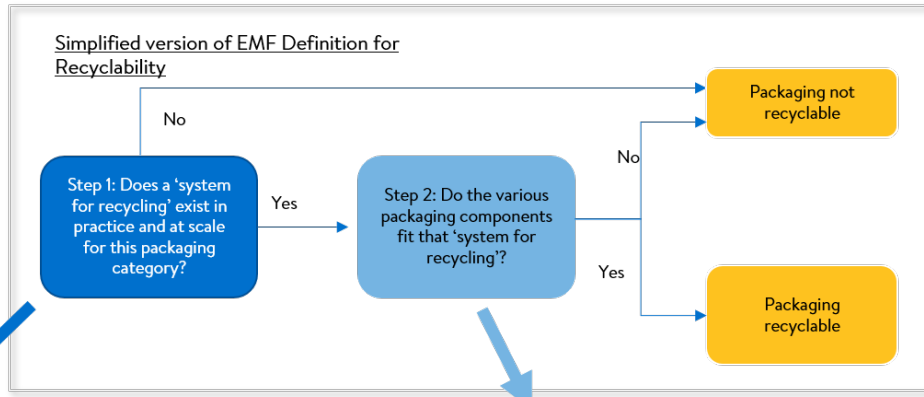 Simplified version of EMF Definition for
Recyclability
Packaging not
recyclable
No
No
Step 1: Does a ‘system
for recycling’ exist in
practice and at scale
for this packaging
category?
Yes
Step 2: Do the various
packaging components
fit that ‘system for
recycling’?
Yes
Packaging
recyclable